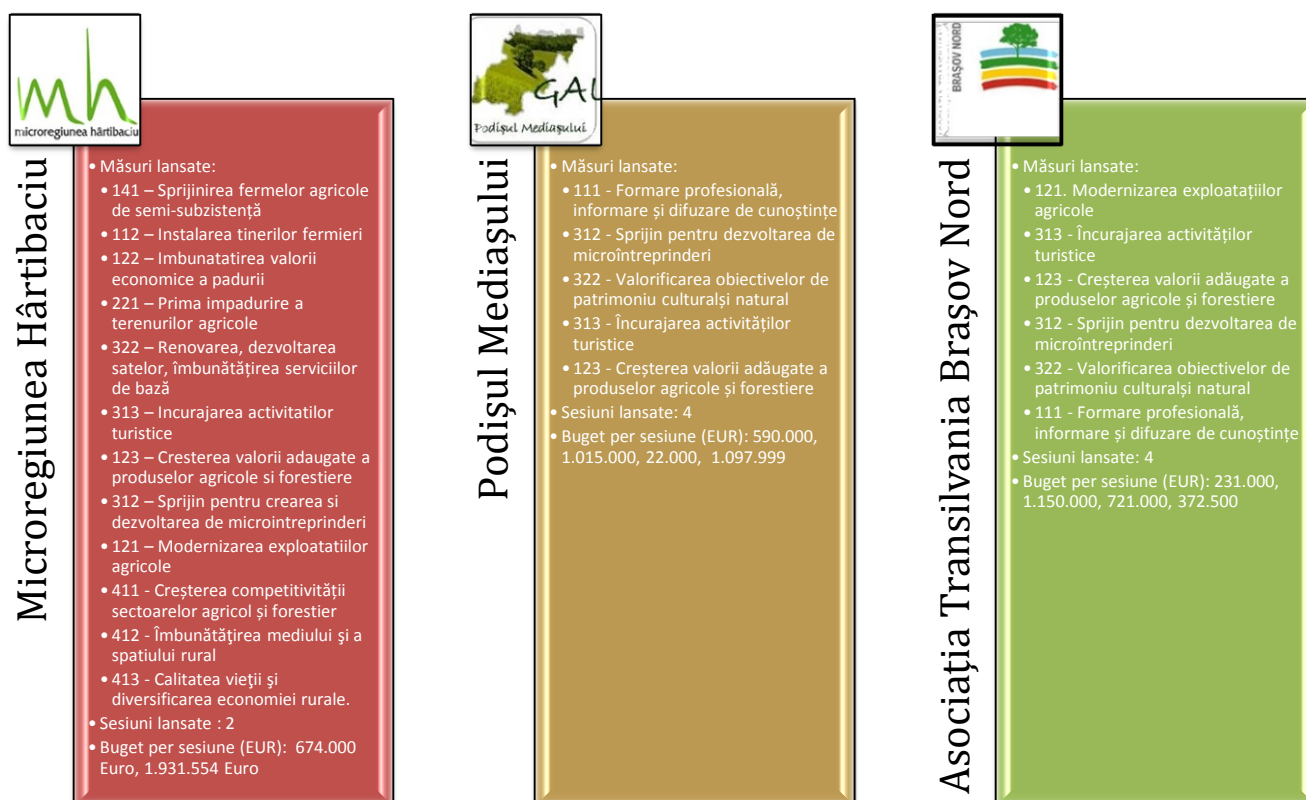 mh
microregiunea hârtibaciu
Microregiunea Hârtibaciu
• Măsuri lansate:
• 141 – Sprijinirea fermelor agricole
de semi-subzistență
• 112 – Instalarea tinerilor fermieri
• 122 – Imbunatatirea valorii
economice a padurii
• 221 – Prima impadurire a
terenurilor agricole
• 322 – Renovarea, dezvoltarea
satelor, îmbunătățirea serviciilor
de bază
• 313 – Incurajarea activitatilor
turistice
• 123 – Cresterea valorii adaugate a
produselor agricole si forestiere
• 312 – Sprijin pentru crearea si
dezvoltarea de microintreprinderi
• 121 – Modernizarea exploatatiilor
agricole
• 411 - Creșterea competitivității
sectoarelor agricol și forestier
• 412 - Îmbunătăţirea mediului şi a
spatiului rural
• 413 - Calitatea vieţii şi
diversificarea economiei rurale.
• Sesiuni lansate : 2
• Buget per sesiune (EUR): 674.000
Euro, 1.931.554 Euro
GAL
Podişul Mediaşului
Podişul Mediaşului
• Măsuri lansate:
• 111 - Formare profesională,
informare și difuzare de cunoștințe
• 312 - Sprijin pentru dezvoltarea de
microîntreprinderi
• 322 - Valorificarea obiectivelor de
patrimoniu culturalși natural
• 313 - Încurajarea activităților
turistice
• 123 - Creșterea valorii adăugate a
produselor agricole și forestiere
• Sesiuni lansate: 4
• Buget per sesiune (EUR): 590.000,
1.015.000, 22.000, 1.097.999
BRAŞOV NORD
Asociaţia Transilvania Braşov Nord
• Măsuri lansate:
• 121. Modernizarea exploatațiilor
agricole
• 313 - Încurajarea activităților
turistice
• 123 - Creșterea valorii adăugate a
produselor agricole și forestiere
• 312 - Sprijin pentru dezvoltarea de
microîntreprinderi
• 322 - Valorificarea obiectivelor de
patrimoniu culturalși natural
• 111 - Formare profesională,
informare și difuzare de cunoștințe
• Sesiuni lansate: 4
• Buget per sesiune (EUR): 231.000,
1.150.000, 721.000, 372.500